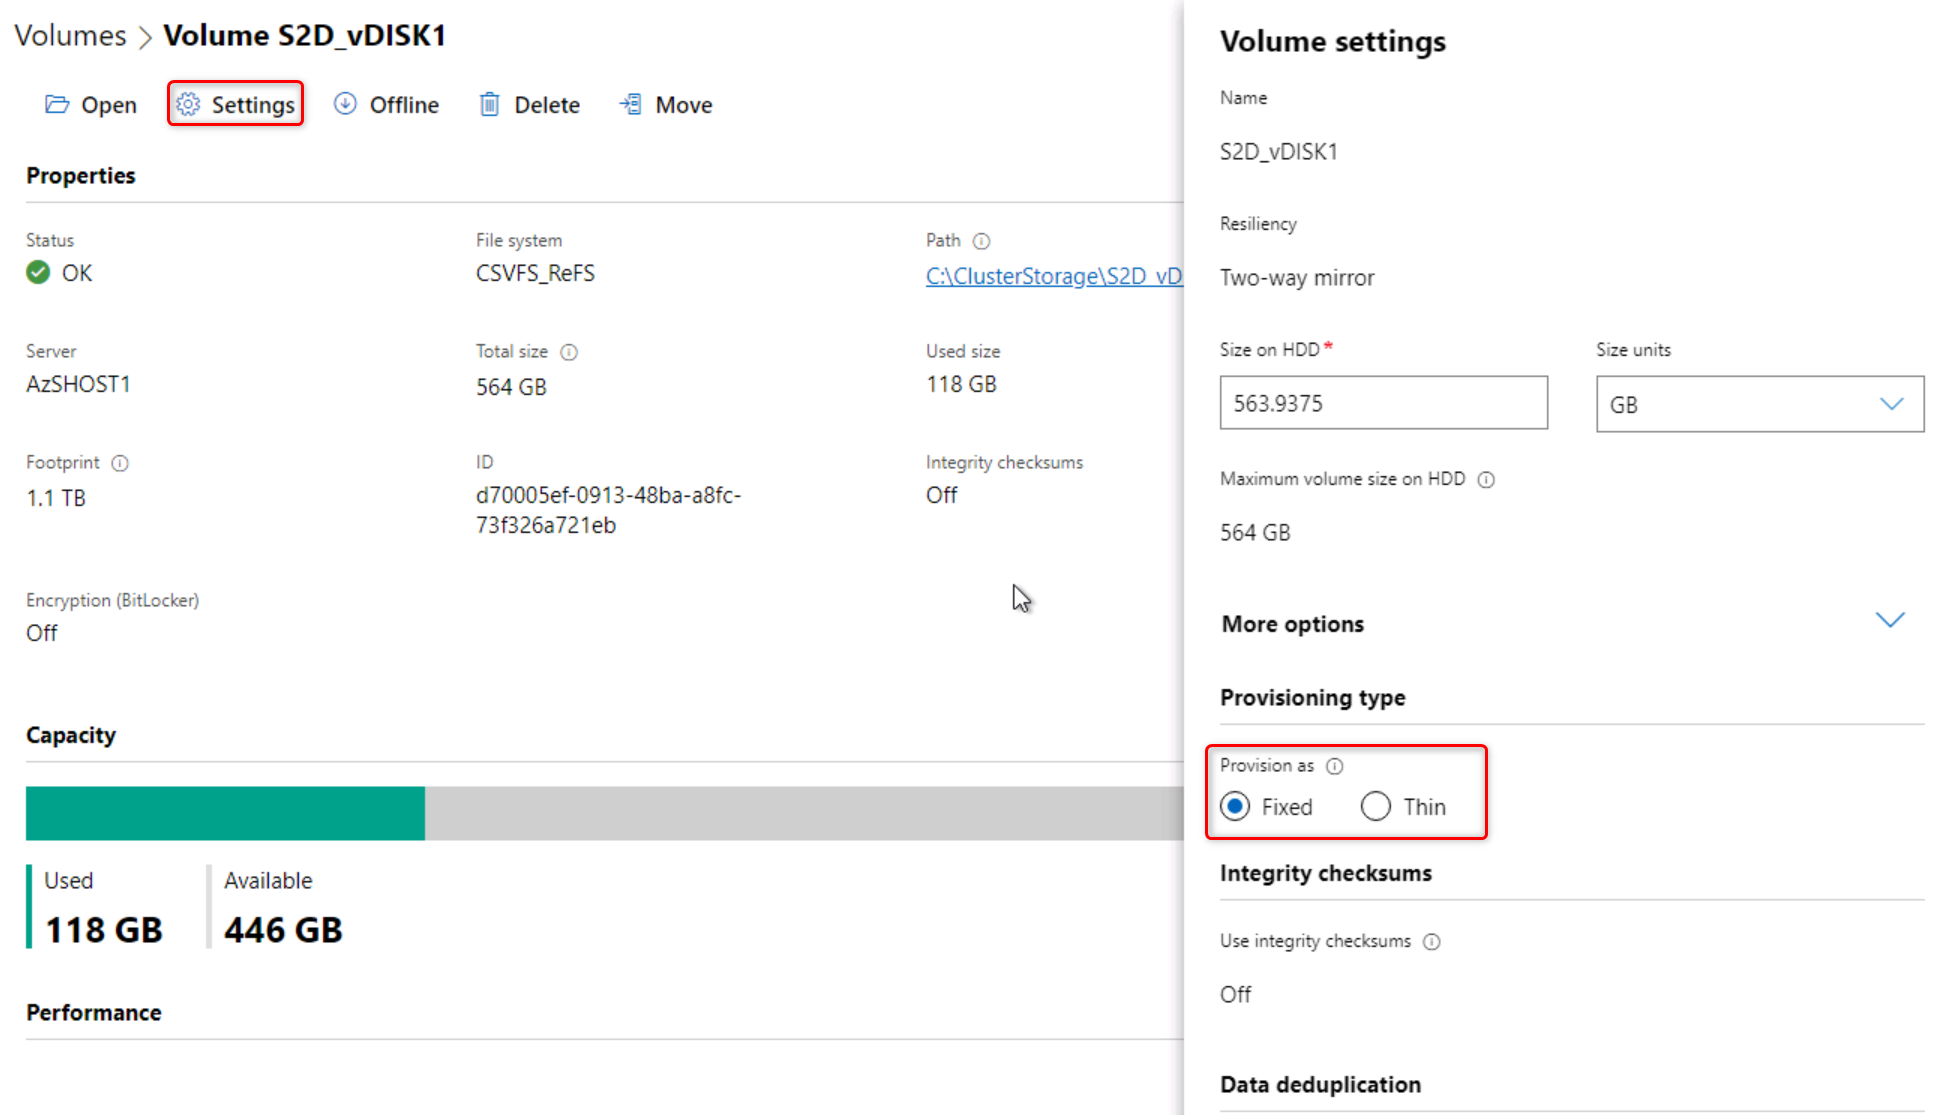 Volumes > Volume S2D_vDISK1
Open Settings Offline Delete Move
Properties
Status File system Path
OK CSVFS_ReFS C:\ClusterStorage\S2D_vD
Server Total size Used size
AzSHOST1 564 GB 118 GB
Footprint ID Integrity checksums
1.1 TB d70005ef-0913-48ba-a8fc- Off
73f326a721eb
Encryption (BitLocker)
Off
Capacity
Used Available
118 GB 446 GB
Performance
Volume settings
Name
S2D_vDISK1
Resiliency
Two-way mirror
Size on HDD* Size units
563.9375 GB
Maximum volume size on HDD
564 GB
More options
Provisioning type
Provision as
Fixed Thin
Integrity checksums
Use integrity checksums
Off
Data deduplication